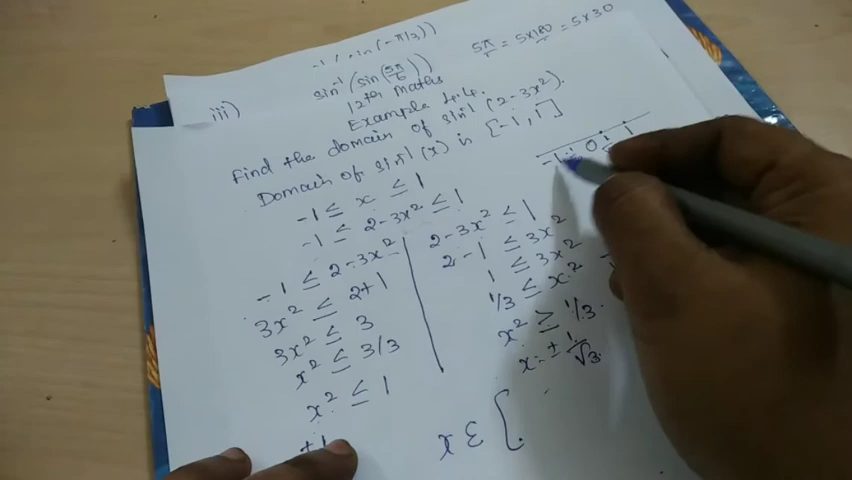 sin(-π/3))
5π = 5×180 = 5×30
iii) sin⁻¹(sin(5π/6))
12th Maths
Example 4.4.
Find the domain of sin⁻¹(2-3x²).
Domain of sin⁻¹(x) is [-1, 1]
-1 ≤ x ≤ 1
-1 ≤ 2-3x² ≤ 1
-1 ≤ 2-3x²
3x² ≤ 2+1
3x² ≤ 3
x² ≤ 3/3
x² ≤ 1
±1
2-3x² ≤ 1
2-1 ≤ 3x²
1 ≤ 3x²
1/3 ≤ x²
x² ≥ 1/3.
x = ± 1/√3
-1 0 1
x ∈ [